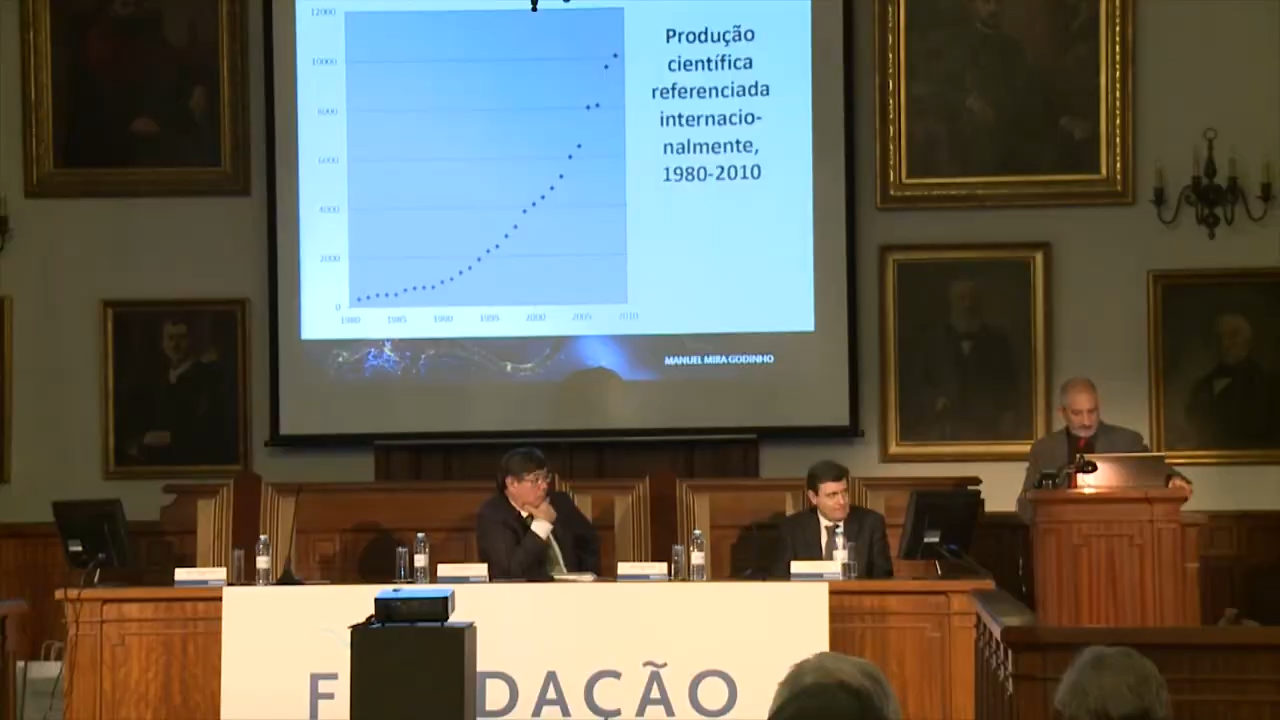 12000
10000
8000
6000
4000
2000
0
1980 1985 1990 1995 2000 2005 2010
Produção
científica
referenciada
internacio-
nalmente,
1980-2010
MANUEL MIRA GODINHO
F DAÇÃO